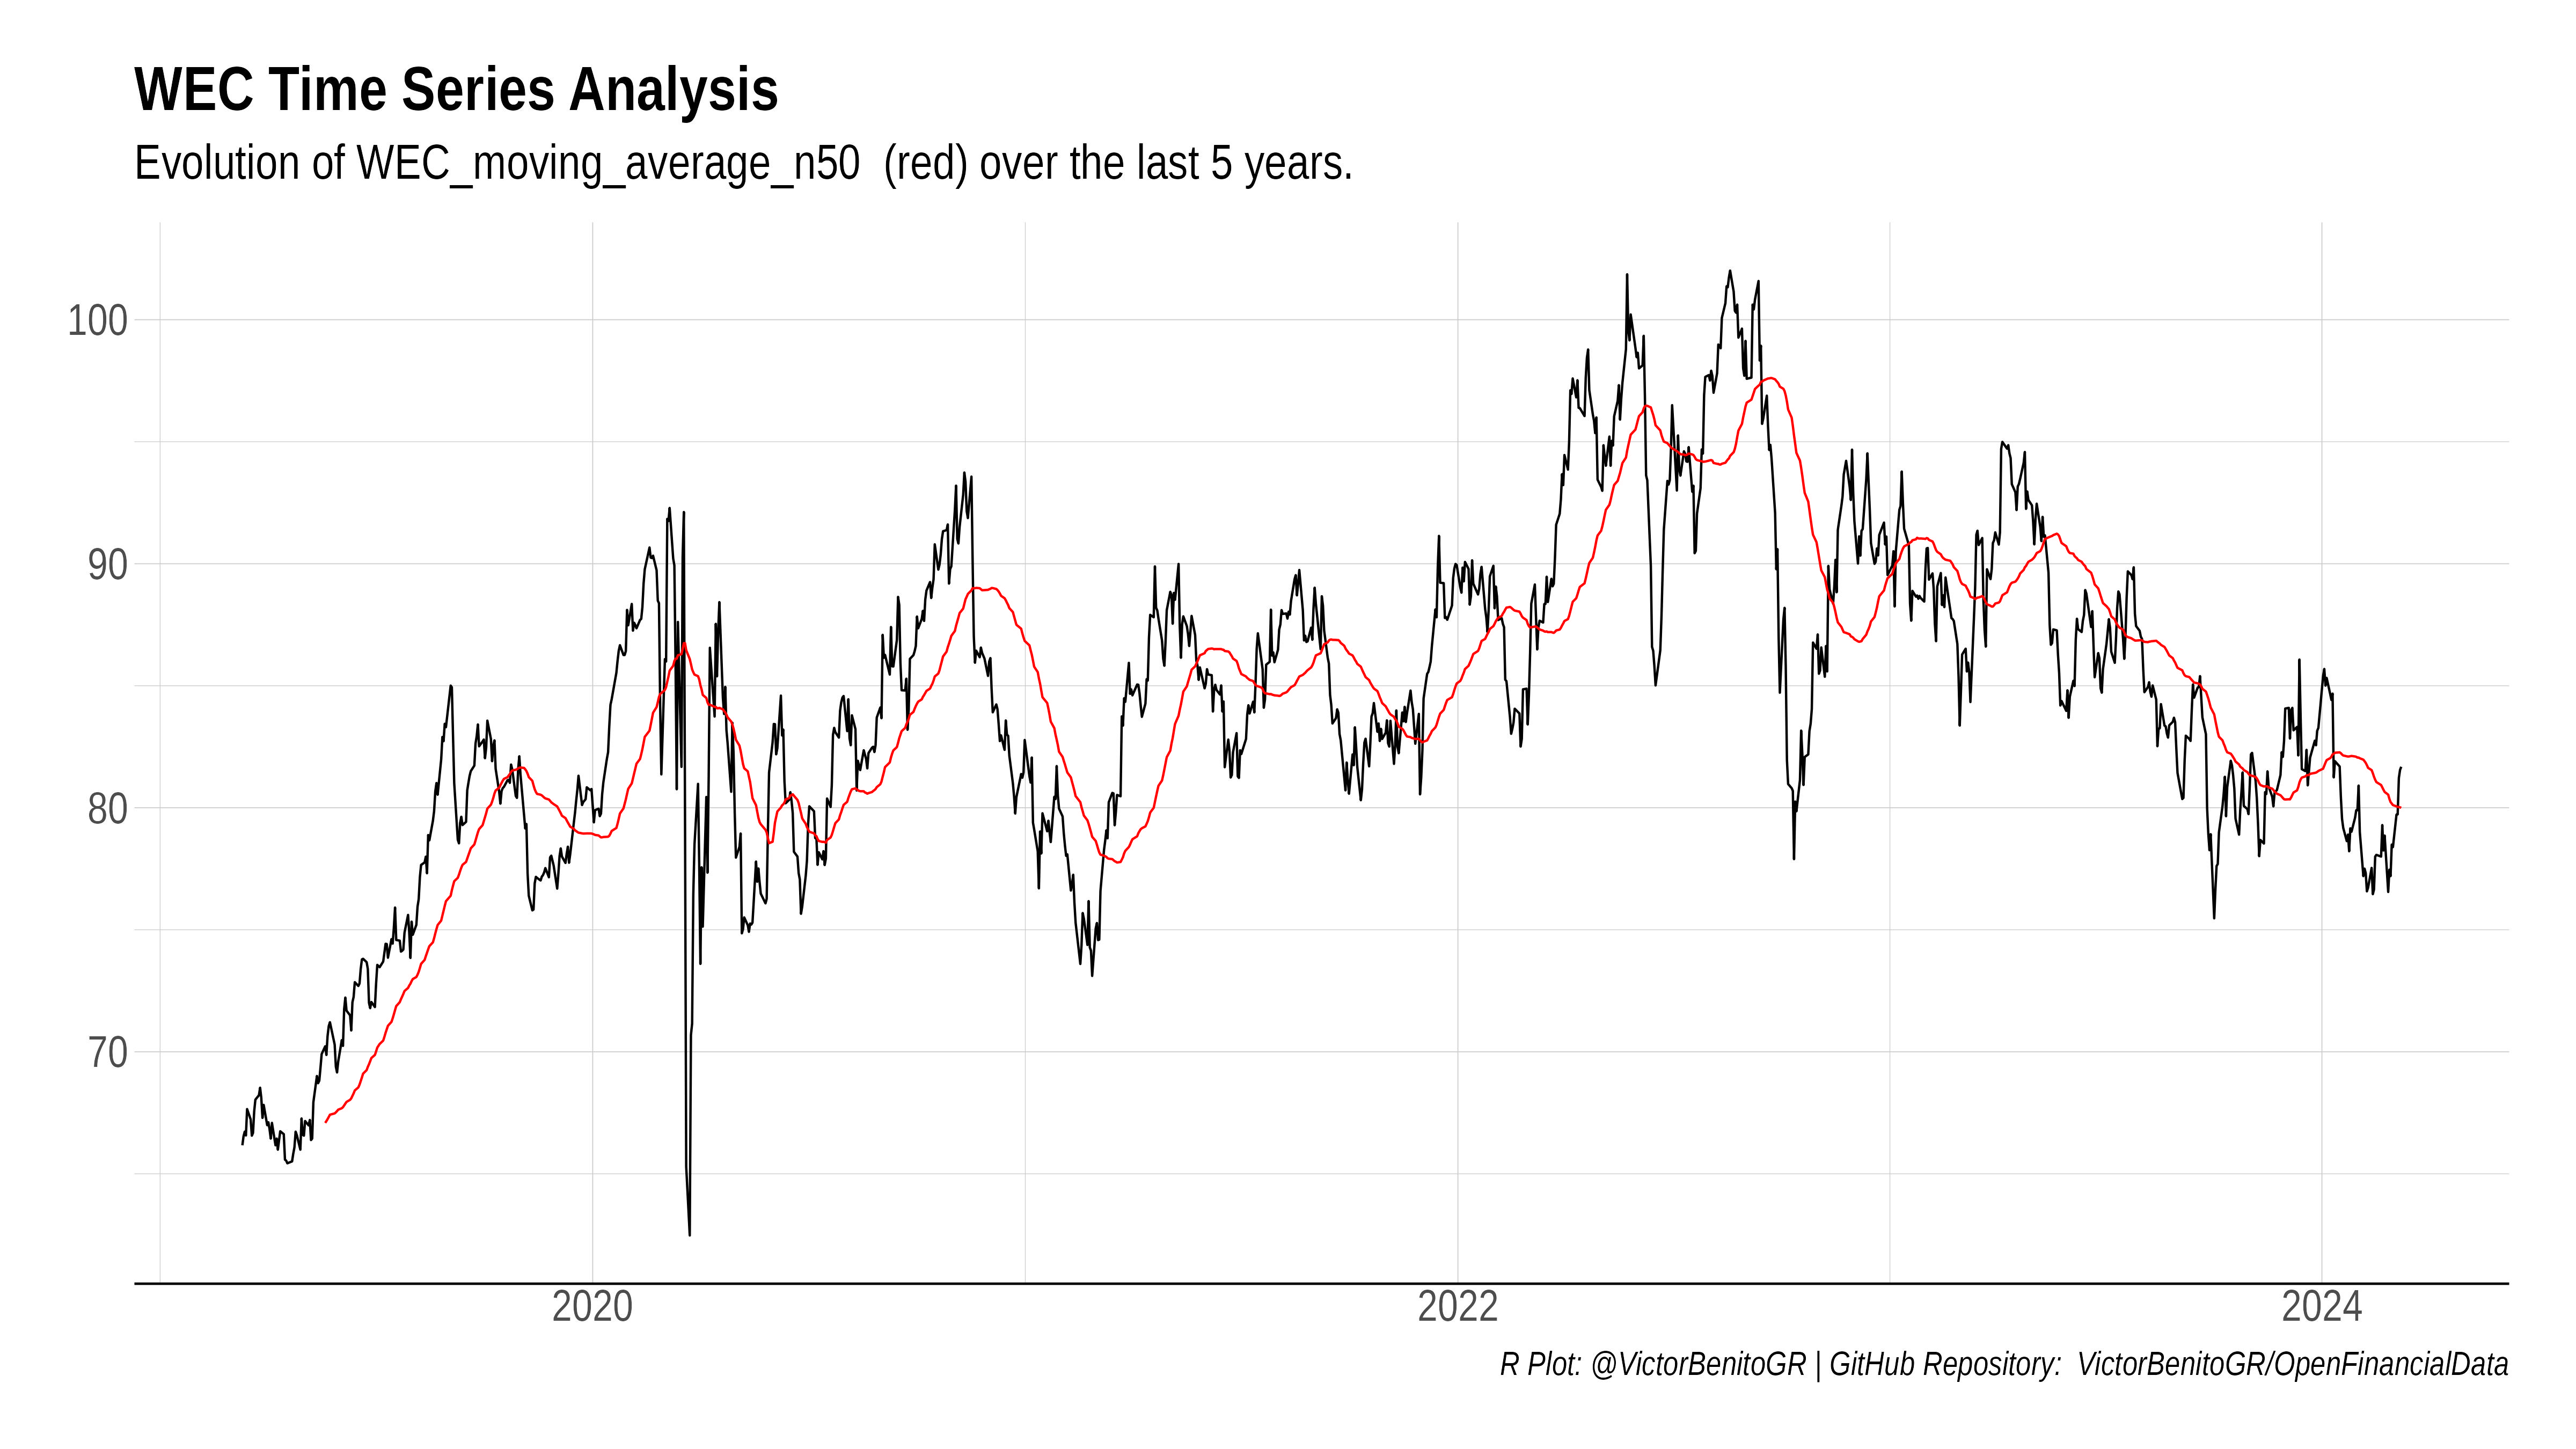 WEC Time Series Analysis
Evolution of WEC_moving_average_n50  (red) over the last 5 years.
100
90
80
70
2020 2022 2024
R Plot: @VictorBenitoGR | GitHub Repository:  VictorBenitoGR/OpenFinancialData